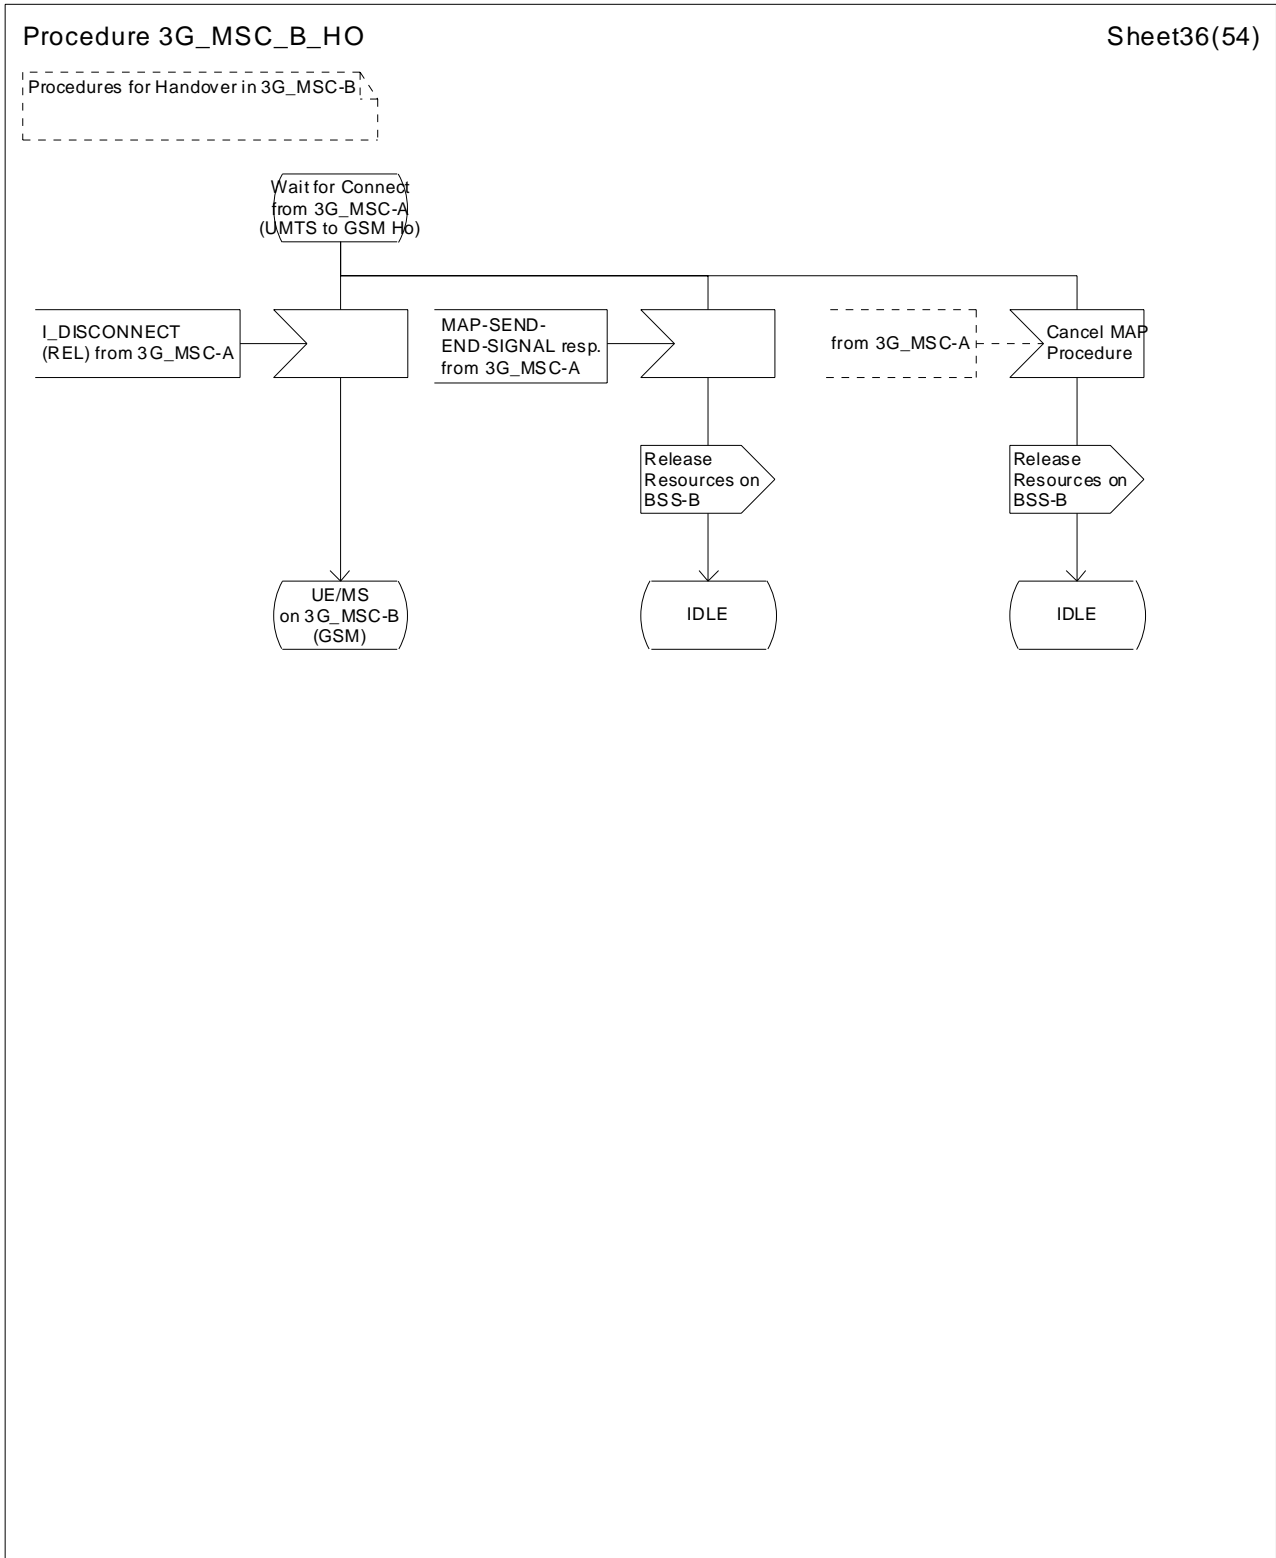 Procedure 3G_MSC_B_HO
Sheet36(54)
Procedures for Handover in 3G_MSC-B
Wait for Connect
from 3G_MSC-A
(UMTS to GSM Ho)
I_DISCONNECT
(REL) from 3G_MSC-A
MAP-SEND-
END-SIGNAL resp.
from 3G_MSC-A
from 3G_MSC-A
Cancel MAP
Procedure
Release
Resources on
BSS-B
Release
Resources on
BSS-B
UE/MS
on 3G_MSC-B
(GSM)
IDLE
IDLE